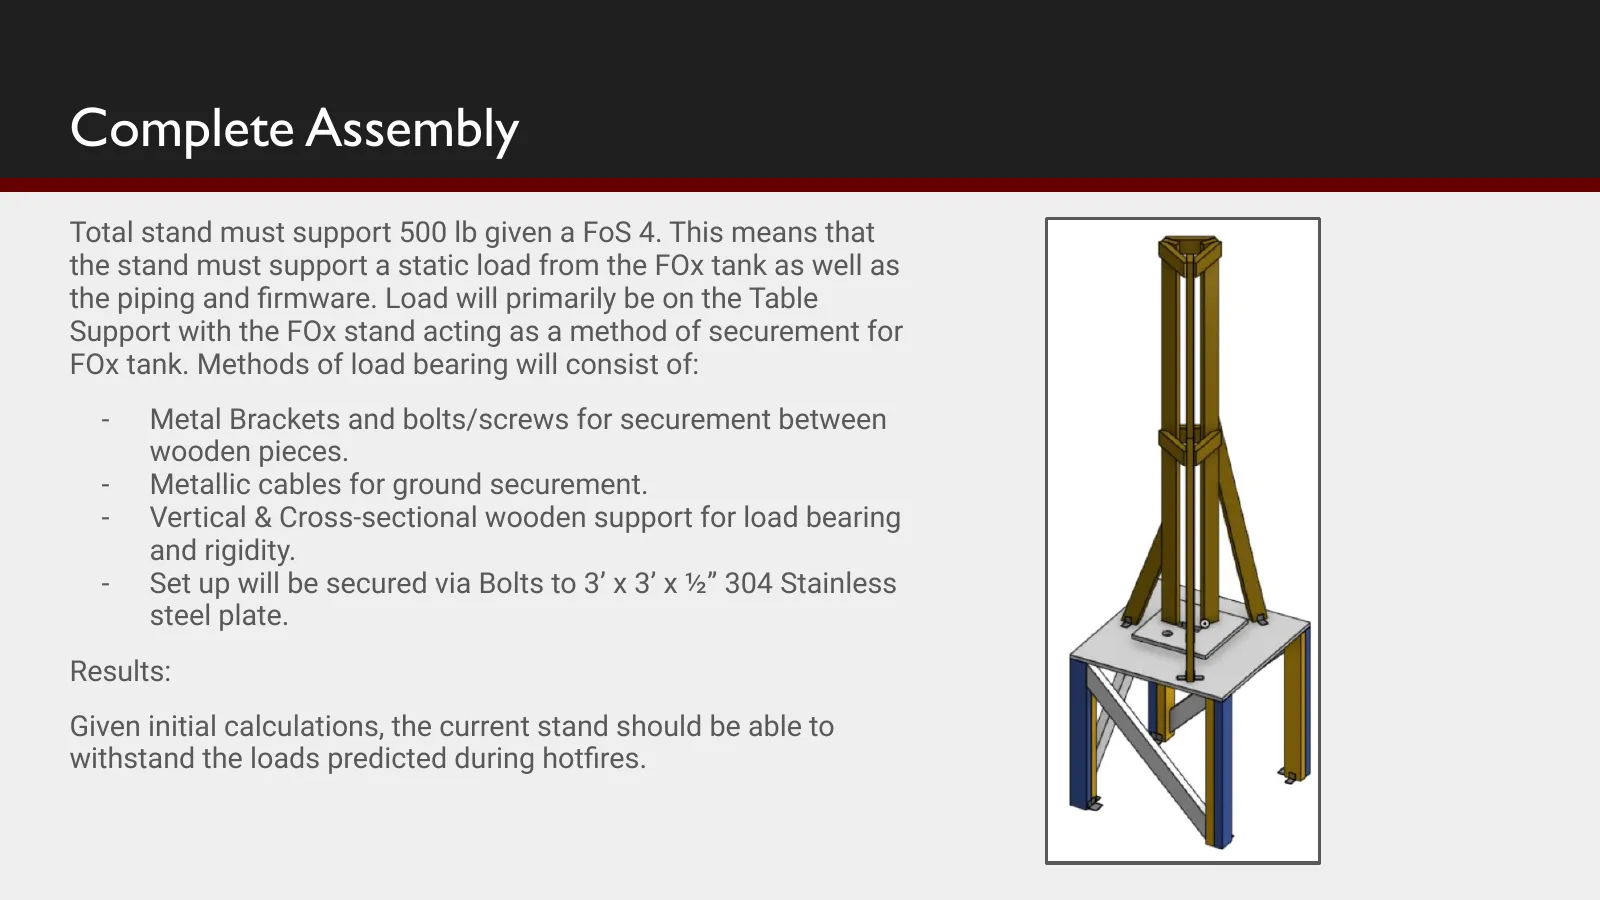 Complete Assembly
Total stand must support 500 lb given a FoS 4. This means that
the stand must support a static load from the FOx tank as well as
the piping and firmware. Load will primarily be on the Table
Support with the FOx stand acting as a method of securement for
FOx tank. Methods of load bearing will consist of:
- Metal Brackets and bolts/screws for securement between
wooden pieces.
- Metallic cables for ground securement.
- Vertical & Cross-sectional wooden support for load bearing
and rigidity.
- Set up will be secured via Bolts to 3’ x 3’ x ½” 304 Stainless
steel plate.
Results:
Given initial calculations, the current stand should be able to
withstand the loads predicted during hotfires.